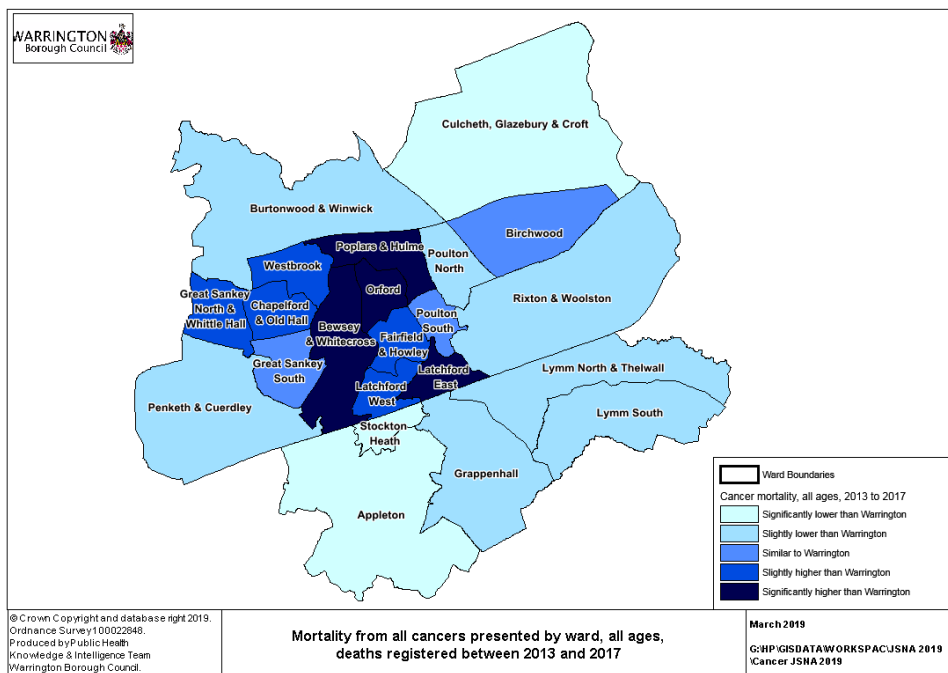 WARRINGTON
Borough Council
Culcheth, Glazebury & Croft
Burtonwood & Winwick
Birchwood
Poplars & Hulme
Poulton
North
Westbrook
Orford
Rixton & Woolston
Great Sankey
North &
Whittle Hall
Chapelford
& Old Hall
Poulton
South
Bewsey
& Whitecross
Fairfield
& Howley
Great Sankey
South
Latchford
East
Lymm North & Thelwall
Latchford
West
Penketh & Cuerdley
Lymm South
Stockton
Heath
Grappenhall
Appleton
Ward Boundaries
Cancer mortality, all ages, 2013 to 2017
Significantly lower than Warrington
Slightly lower than Warrington
Similar to Warrington
Slightly higher than Warrington
Significantly higher than Warrington
© Crown Copyright and database right 2019.
Ordnance Survey 100022848.
Produced by Public Health
Knowledge & Intelligence Team
Warrington Borough Council.
Mortality from all cancers presented by ward, all ages,
deaths registered between 2013 and 2017
March 2019
G:\HP\GISDATA\WORKSPAC\JSNA 2019
\Cancer JSNA 2019